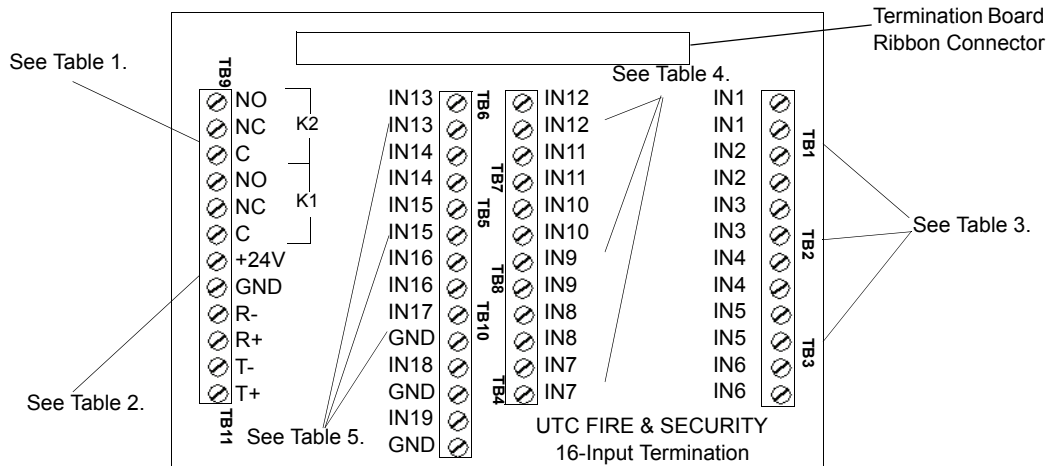 Termination Board
Ribbon Connector
See Table 1.
See Table 4.
TB9
NO
NC
C
NO
NC
C
+24V
GND
R-
R+
T-
T+
TB11
K2
K1
See Table 2.
IN13
IN13
IN14
IN14
IN15
IN15
IN16
IN16
IN17
GND
IN18
GND
IN19
GND
TB6
TB5
TB10
See Table 5.
TB7
TB8
TB4
IN12
IN12
IN11
IN11
IN10
IN10
IN9
IN9
IN8
IN8
IN7
IN7
IN1
IN1
IN2
IN2
IN3
IN3
IN4
IN4
IN5
IN5
IN6
IN6
TB1
TB2
TB3
See Table 3.
UTC FIRE & SECURITY
16-Input Termination